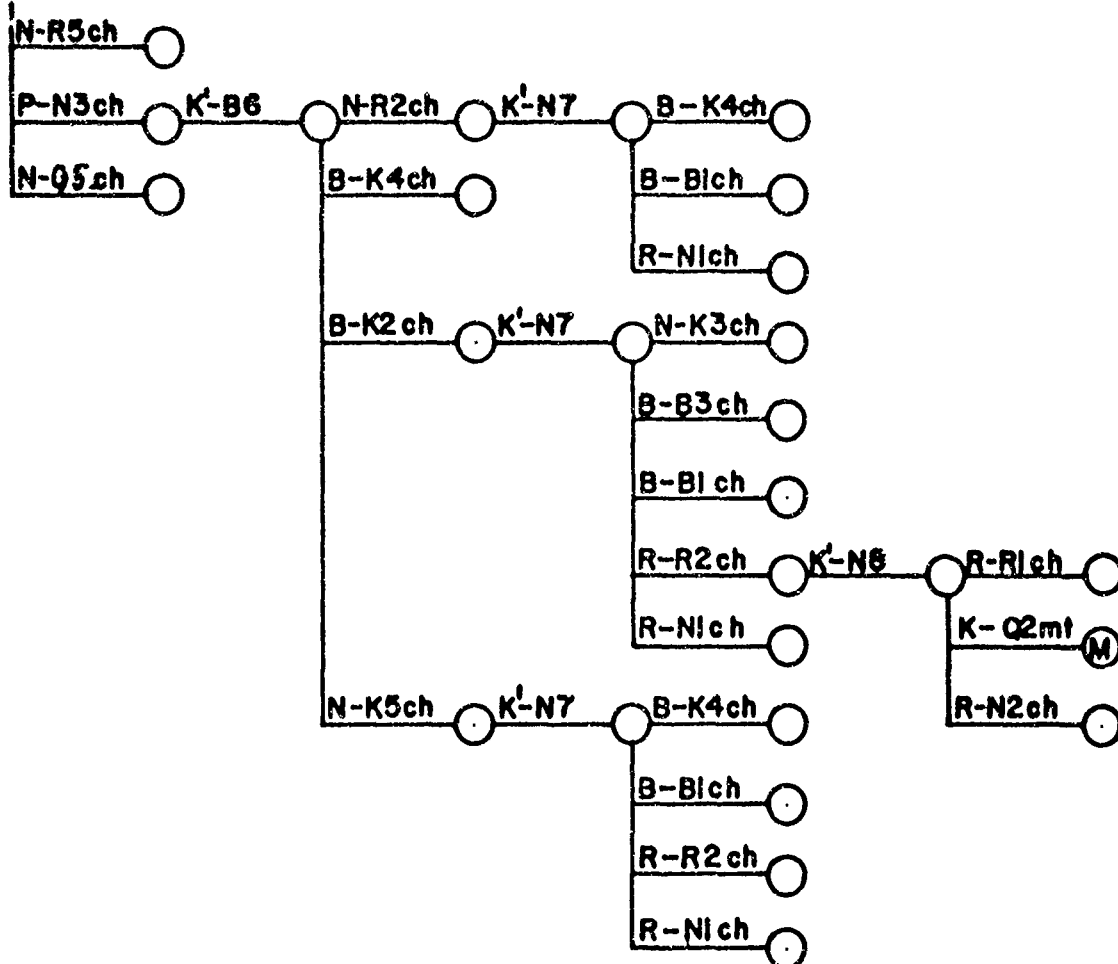 N-R5ch
P-N3ch K'-B6 N-R2ch K'-N7 B-K4ch
N-Q5ch B-K4ch B-B1ch
R-N1ch
B-K2ch K'-N7 N-K3ch
B-B3ch
B-B1ch
R-R2ch K'-N8 R-R1ch
R-N1ch K-Q2mt M
N-K5ch K'-N7 B-K4ch R-N2ch
B-B1ch
R-R2ch
R-N1ch